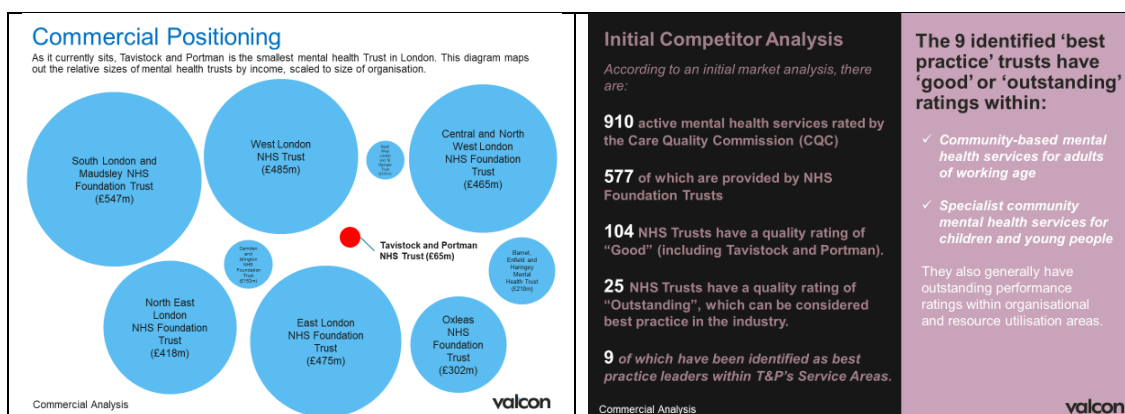 Commercial Positioning
As it currently sits, Tavistock and Portman is the smallest mental health Trust in London. This diagram maps
out the relative sizes of mental health trusts by income, scaled to size of organisation.
South London and
Maudsley NHS
Foundation Trust
(£547m)
West London
NHS Trust
(£485m)
Central and North
West London
NHS Foundation
Trust
(£465m)
Tavistock and Portman
NHS Trust (£65m)
Camden
and
Islington
NHS
Foundation
Trust
Barnet,
Enfield and
Haringey
Mental
Health Trust
(£210m)
North East
London
NHS Foundation
Trust
(£418m)
East London
NHS Foundation
Trust
(£475m)
Oxleas
NHS
Foundation
Trust
(£302m)
Commercial Analysis
valcon
Initial Competitor Analysis
According to an initial market analysis, there
are:
910 active mental health services rated by
the Care Quality Commission (CQC)
577 of which are provided by NHS
Foundation Trusts
104 NHS Trusts have a quality rating of
“Good” (including Tavistock and Portman).
25 NHS Trusts have a quality rating of
“Outstanding”, which can be considered
best practice in the industry.
9 of which have been identified as best
practice leaders within T&P's Service Areas.
Commercial Analysis
The 9 identified ‘best
practice’ trusts have
‘good’ or ‘outstanding’
ratings within:
✓ Community-based mental
health services for adults
of working age
✓ Specialist community
mental health services for
children and young people
They also generally have
outstanding performance
ratings within organisational
and resource utilisation areas.
valcon